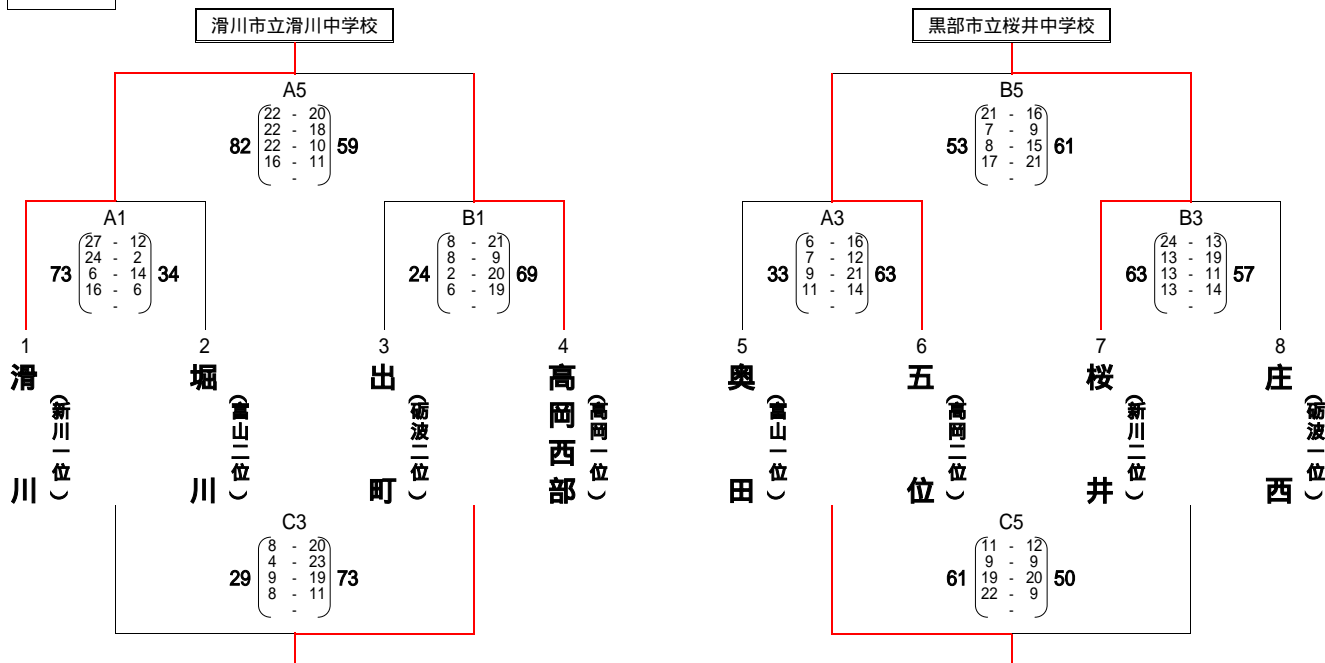 滑川市立滑川中学校
黒部市立桜井中学校
A5
82 22 - 20 59
22 - 18
22 - 10
16 - 11
-
B5
53 21 - 16 61
7 - 9
8 - 15
17 - 21
-
A1
73 27 - 12 34
24 - 2
6 - 14
16 - 6
-
B1
24 8 - 21 69
8 - 9
2 - 20
6 - 19
-
A3
33 6 - 16 63
7 - 12
9 - 21
11 - 14
-
B3
63 24 - 13 57
13 - 19
13 - 11
13 - 14
-
1
滑川
(新川一位)
2
堀川
(富山二位)
3
出町
(砺波二位)
4
高岡西部
(高岡一位)
5
奥田
(富山一位)
6
五位
(高岡二位)
7
桜井
(新川二位)
8
庄西
(砺波一位)
C3
29 8 - 20 73
4 - 23
9 - 19
8 - 11
-
C5
61 11 - 12 50
9 - 9
19 - 20
22 - 9
-